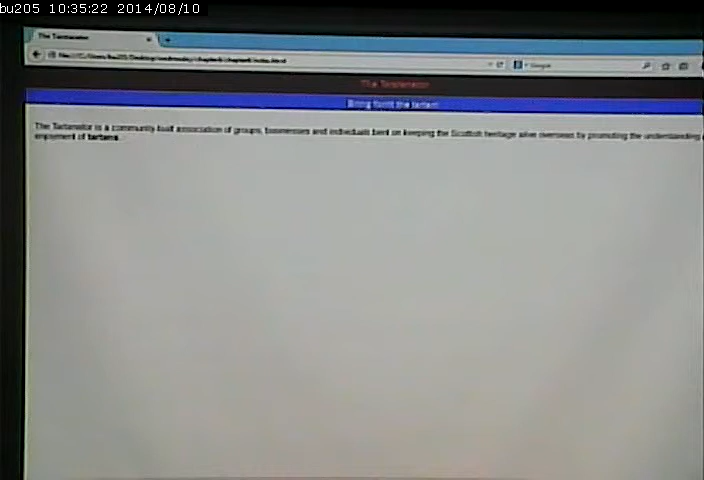 bu205 10:35:22 2014/08/10
The Tartanator
Google
The Tartanator
Bring forth the tartan!
The Tartanator is a community-built association of groups, businesses and individuals bent on keeping the Scottish heritage alive overseas by promoting the understanding
enjoyment of tartans.